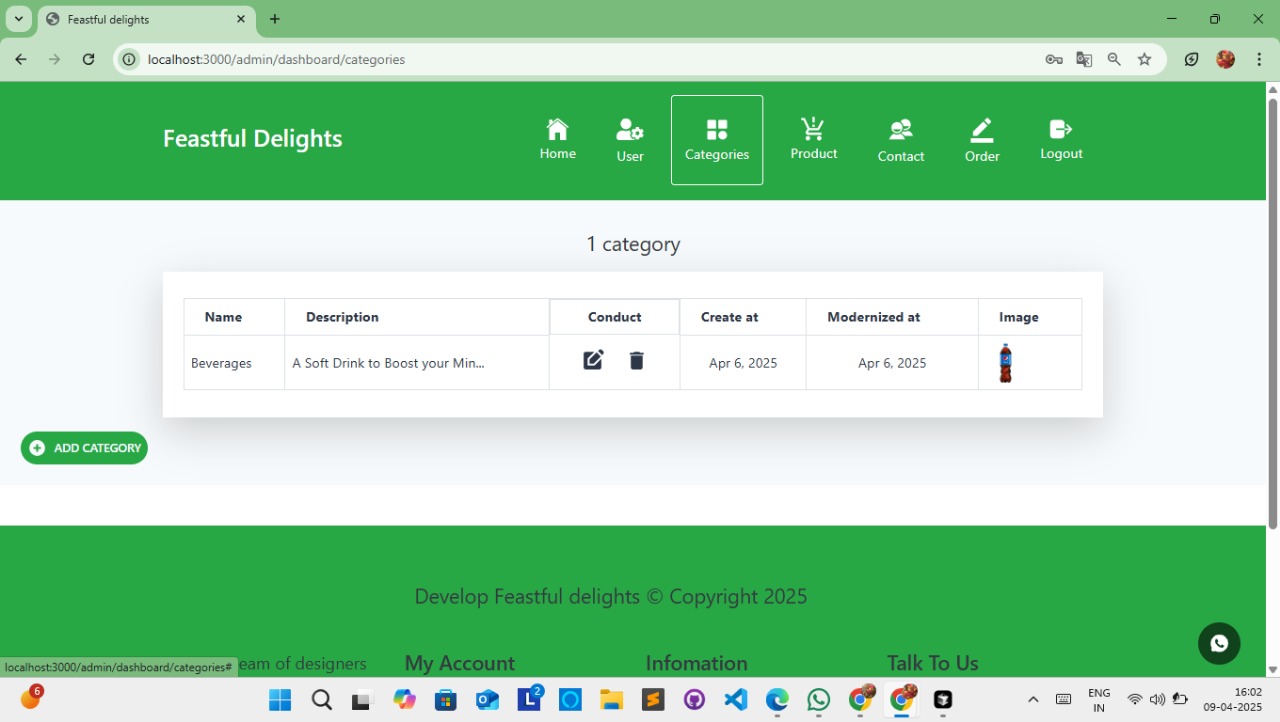 Feastful delights
localhost:3000/admin/dashboard/categories
Feastful Delights
Home
User
Categories
Product
Contact
Order
Logout
1 category
Name Description Conduct Create at Modernized at Image
Beverages A Soft Drink to Boost your Min... Apr 6, 2025 Apr 6, 2025
ADD CATEGORY
Develop Feastful delights © Copyright 2025
eam of designers My Account Infomation Talk To Us
localhost:3000/admin/dashboard/categories#
6
2
ENG
IN
16:02
09-04-2025